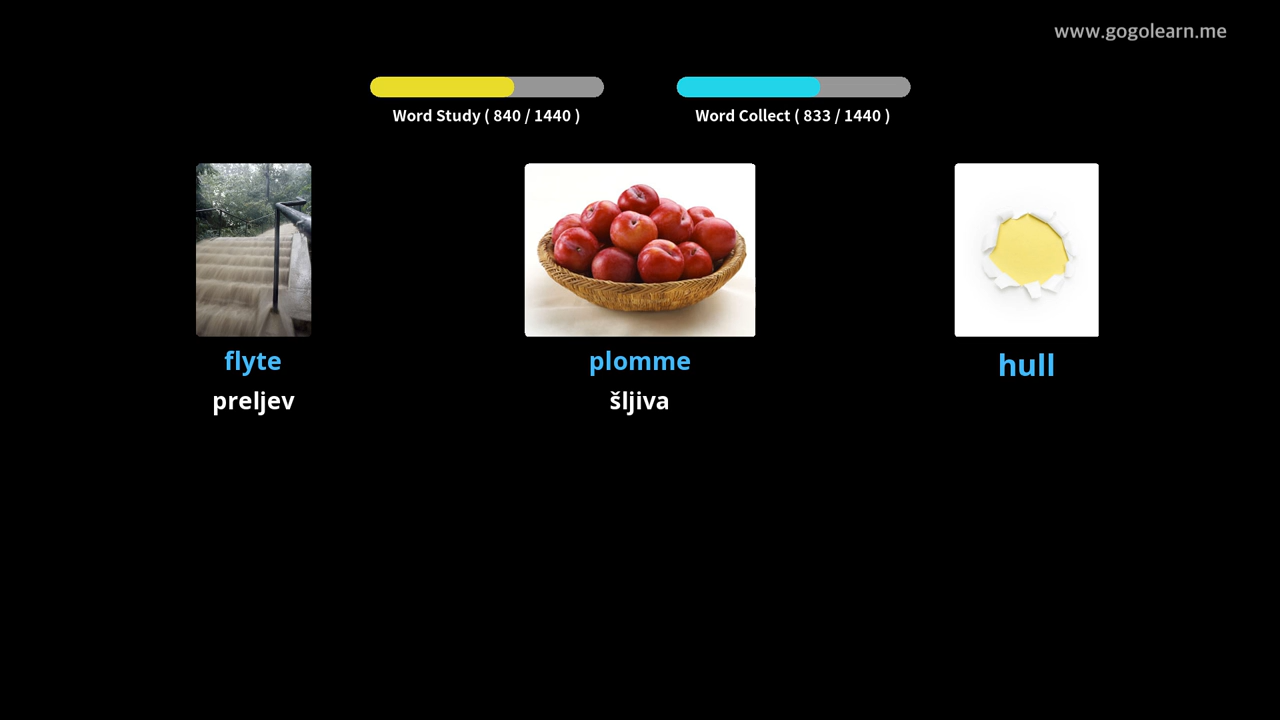 www.gogolearn.me
Word Study ( 840 / 1440 )
Word Collect ( 833 / 1440 )
flyte
plomme
hull
preljev
šljiva